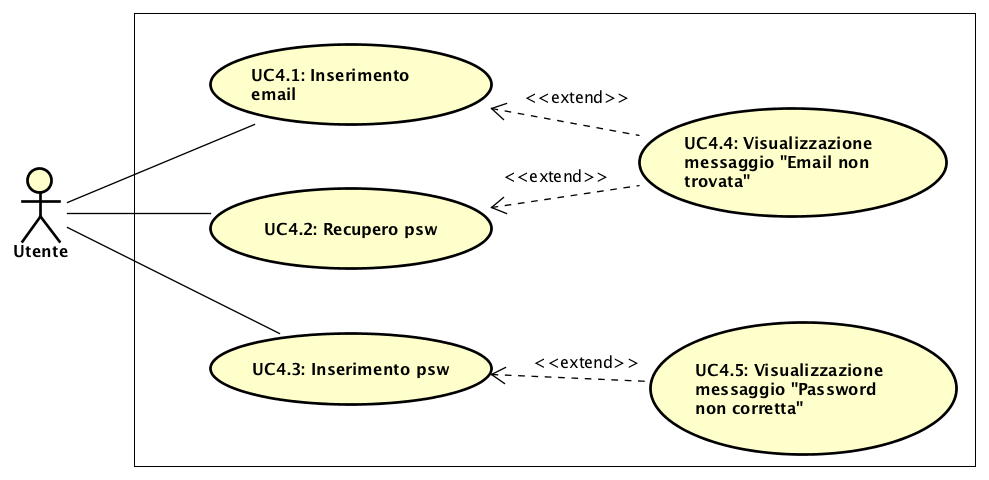 UC4.1: Inserimento
email
<<extend>>
UC4.4: Visualizzazione
messaggio "Email non
trovata"
<<extend>>
UC4.2: Recupero psw
Utente
UC4.3: Inserimento psw
<<extend>>
UC4.5: Visualizzazione
messaggio "Password
non corretta"